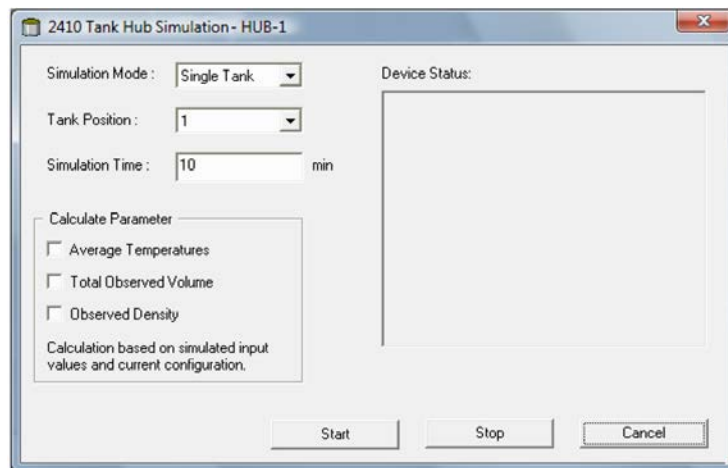 2410 Tank Hub Simulation - HUB-1
Simulation Mode :
Single Tank
Tank Position :
1
Simulation Time :
10
min
Calculate Parameter
Average Temperatures
Total Observed Volume
Observed Density
Calculation based on simulated input
values and current configuration.
Device Status:
Start
Stop
Cancel